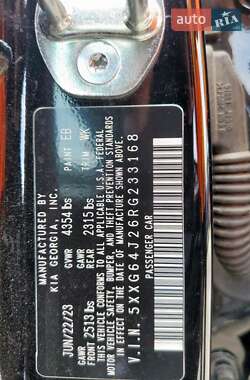 AUTO
RIA
.com
MANUFACTURED BY
KIA GEORGIA, INC.
PAINT EB
TRIM WK
JUN/22/23 GVWR 4354 lbs
GAWR FRONT 2513 lbs GAWR REAR 2315 lbs
THIS VEHICLE CONFORMS TO ALL APPLICABLE U.S.A FEDERAL
MOTOR VEHICLE SAFETY, BUMPER, AND THEFT PREVENTION STANDARDS
IN EFFECT ON THE DATE OF MANUFACTURE SHOWN ABOVE.
V.I.N. 5XXG64J26RG233168
PASSENGER CAR